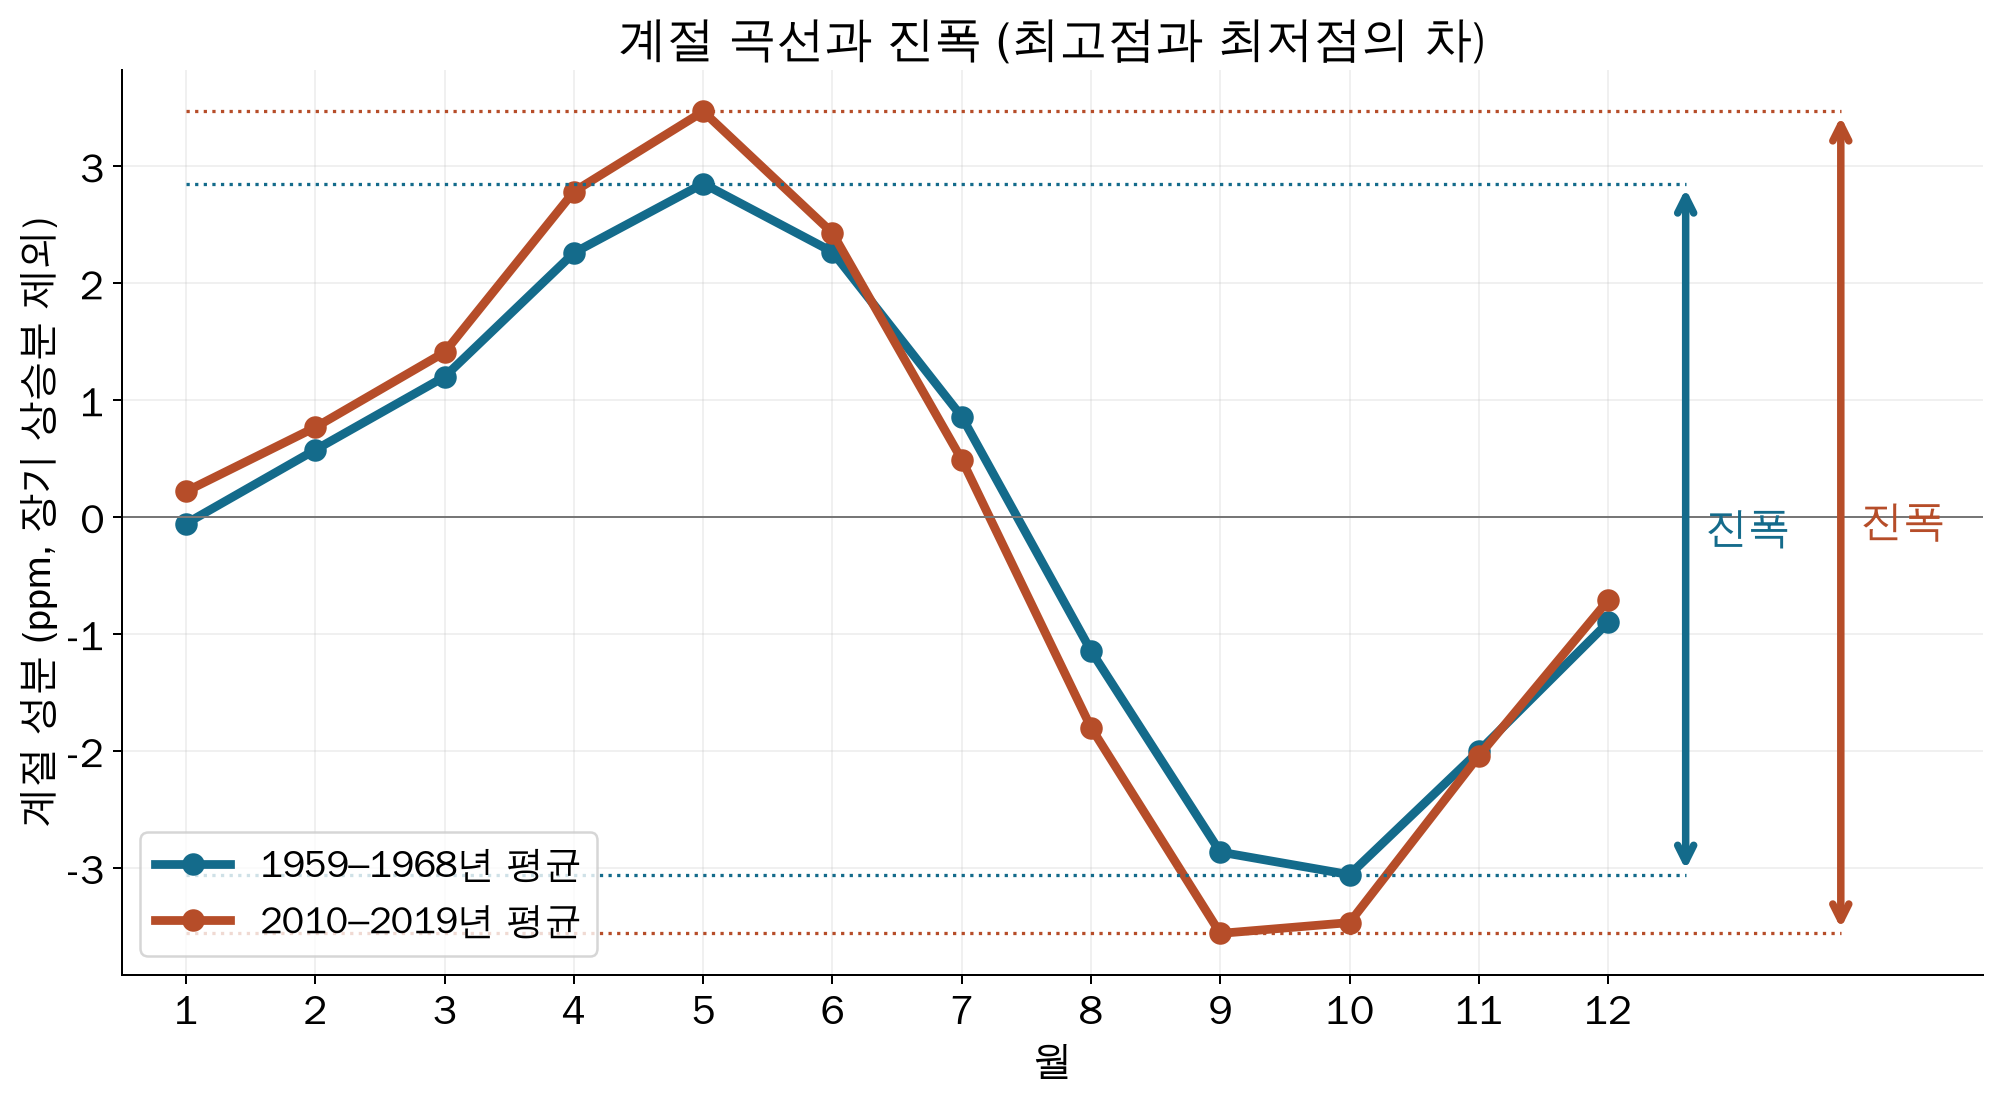 계절 곡선과 진폭 (최고점과 최저점의 차)
계절 성분 (ppm, 장기 상승분 제외)
3
2
1
0
-1
-2
-3
진폭
진폭
1959–1968년 평균
2010–2019년 평균
1 2 3 4 5 6 7 8 9 10 11 12
월